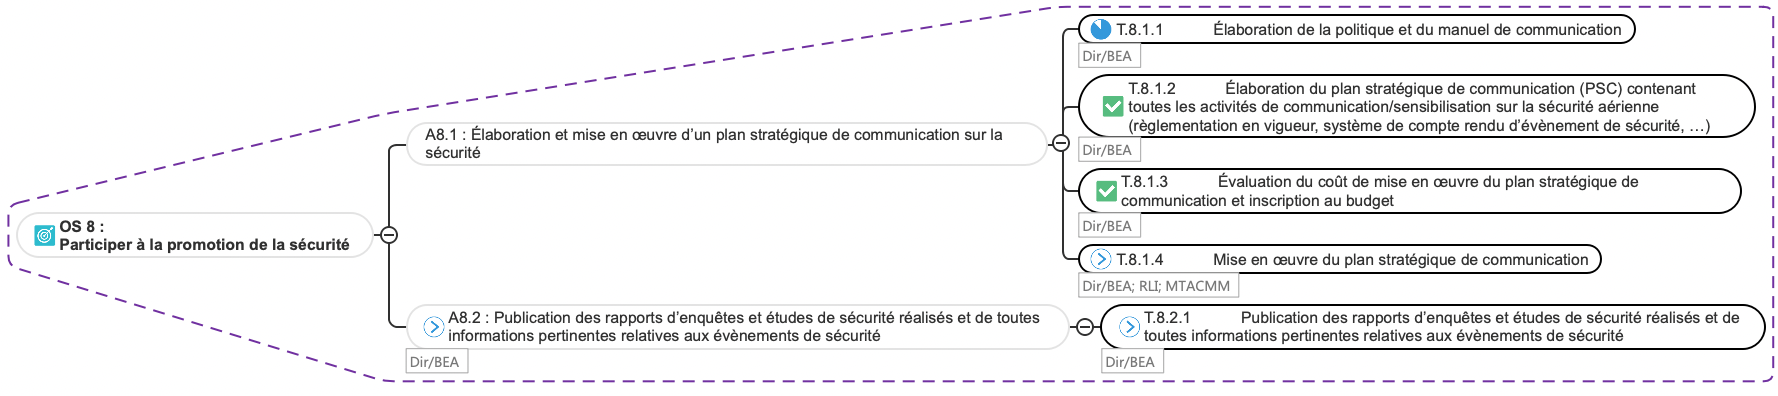 OS 8 :
Participer à la promotion de la sécurité
A8.1 : Élaboration et mise en œuvre d’un plan stratégique de communication sur la
sécurité
T.8.1.1 Élaboration de la politique et du manuel de communication
Dir/BEA
T.8.1.2 Élaboration du plan stratégique de communication (PSC) contenant
toutes les activités de communication/sensibilisation sur la sécurité aérienne
(règlementation en vigueur, système de compte rendu d’évènement de sécurité, …)
Dir/BEA
T.8.1.3 Évaluation du coût de mise en œuvre du plan stratégique de
communication et inscription au budget
Dir/BEA
T.8.1.4 Mise en œuvre du plan stratégique de communication
Dir/BEA; RLI; MTACMM
A8.2 : Publication des rapports d’enquêtes et études de sécurité réalisés et de toutes
informations pertinentes relatives aux évènements de sécurité
Dir/BEA
T.8.2.1 Publication des rapports d’enquêtes et études de sécurité réalisés et de
toutes informations pertinentes relatives aux évènements de sécurité
Dir/BEA